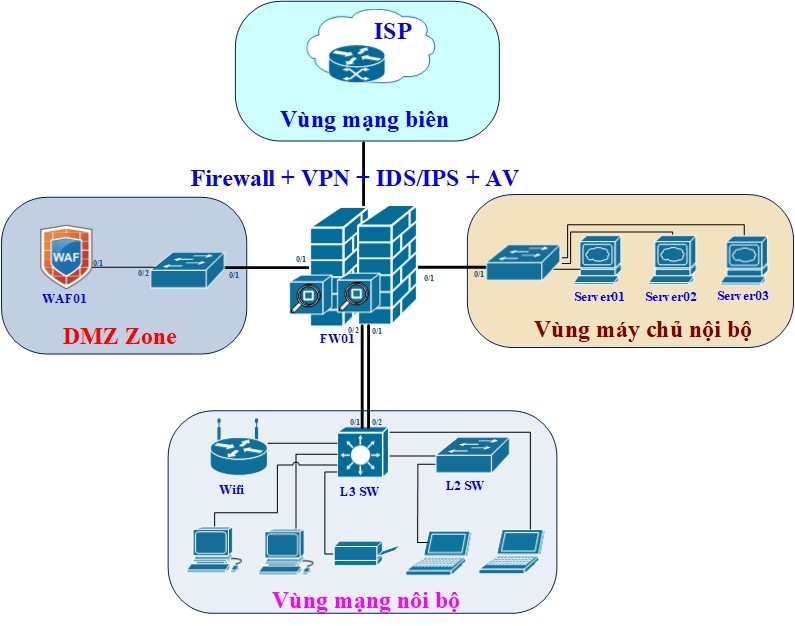 ISP
Vùng mạng biên
Firewall + VPN + IDS/IPS + AV
WAF
0/1
0/2
0/1
WAF01
DMZ Zone
0/1
0/1
0/2
0/1
FW01
0/1
Server01
Server02
Server03
Vùng máy chủ nội bộ
0/1
0/2
Wifi
L3 SW
L2 SW
Vùng mạng nôi bộ